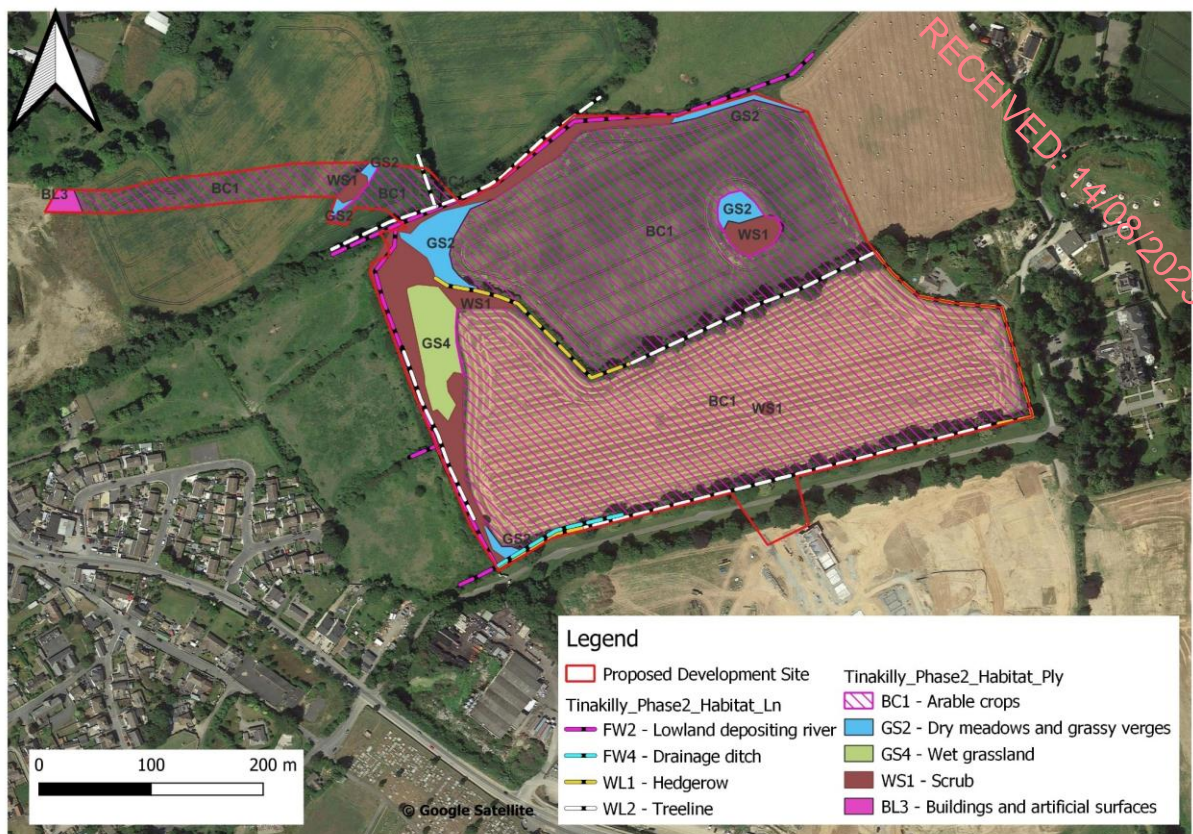 RECEIVED: 14/08/2025
GS2
GS2
BC1
WS1
BC1
BC1
BL3
GS2
GS2
BC1
GS2
WS1
WS1
GS4
BC1
WS1
GS2
Legend
Proposed Development Site
Tinakilly_Phase2_Habitat_Ln
FW2 - Lowland depositing river
FW4 - Drainage ditch
WL1 - Hedgerow
WL2 - Treeline
Tinakilly_Phase2_Habitat_Ply
BC1 - Arable crops
GS2 - Dry meadows and grassy verges
GS4 - Wet grassland
WS1 - Scrub
BL3 - Buildings and artificial surfaces
0 100 200 m
© Google Satellite